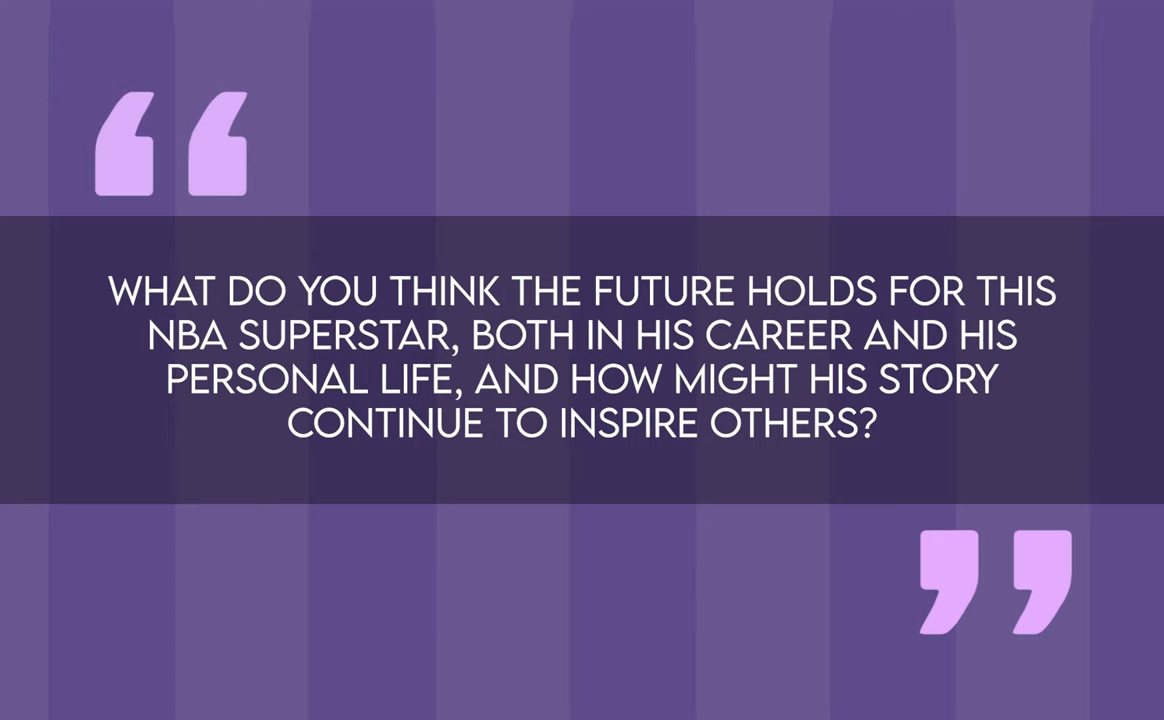 “
WHAT DO YOU THINK THE FUTURE HOLDS FOR THIS
NBA SUPERSTAR, BOTH IN HIS CAREER AND HIS
PERSONAL LIFE, AND HOW MIGHT HIS STORY
CONTINUE TO INSPIRE OTHERS?
”